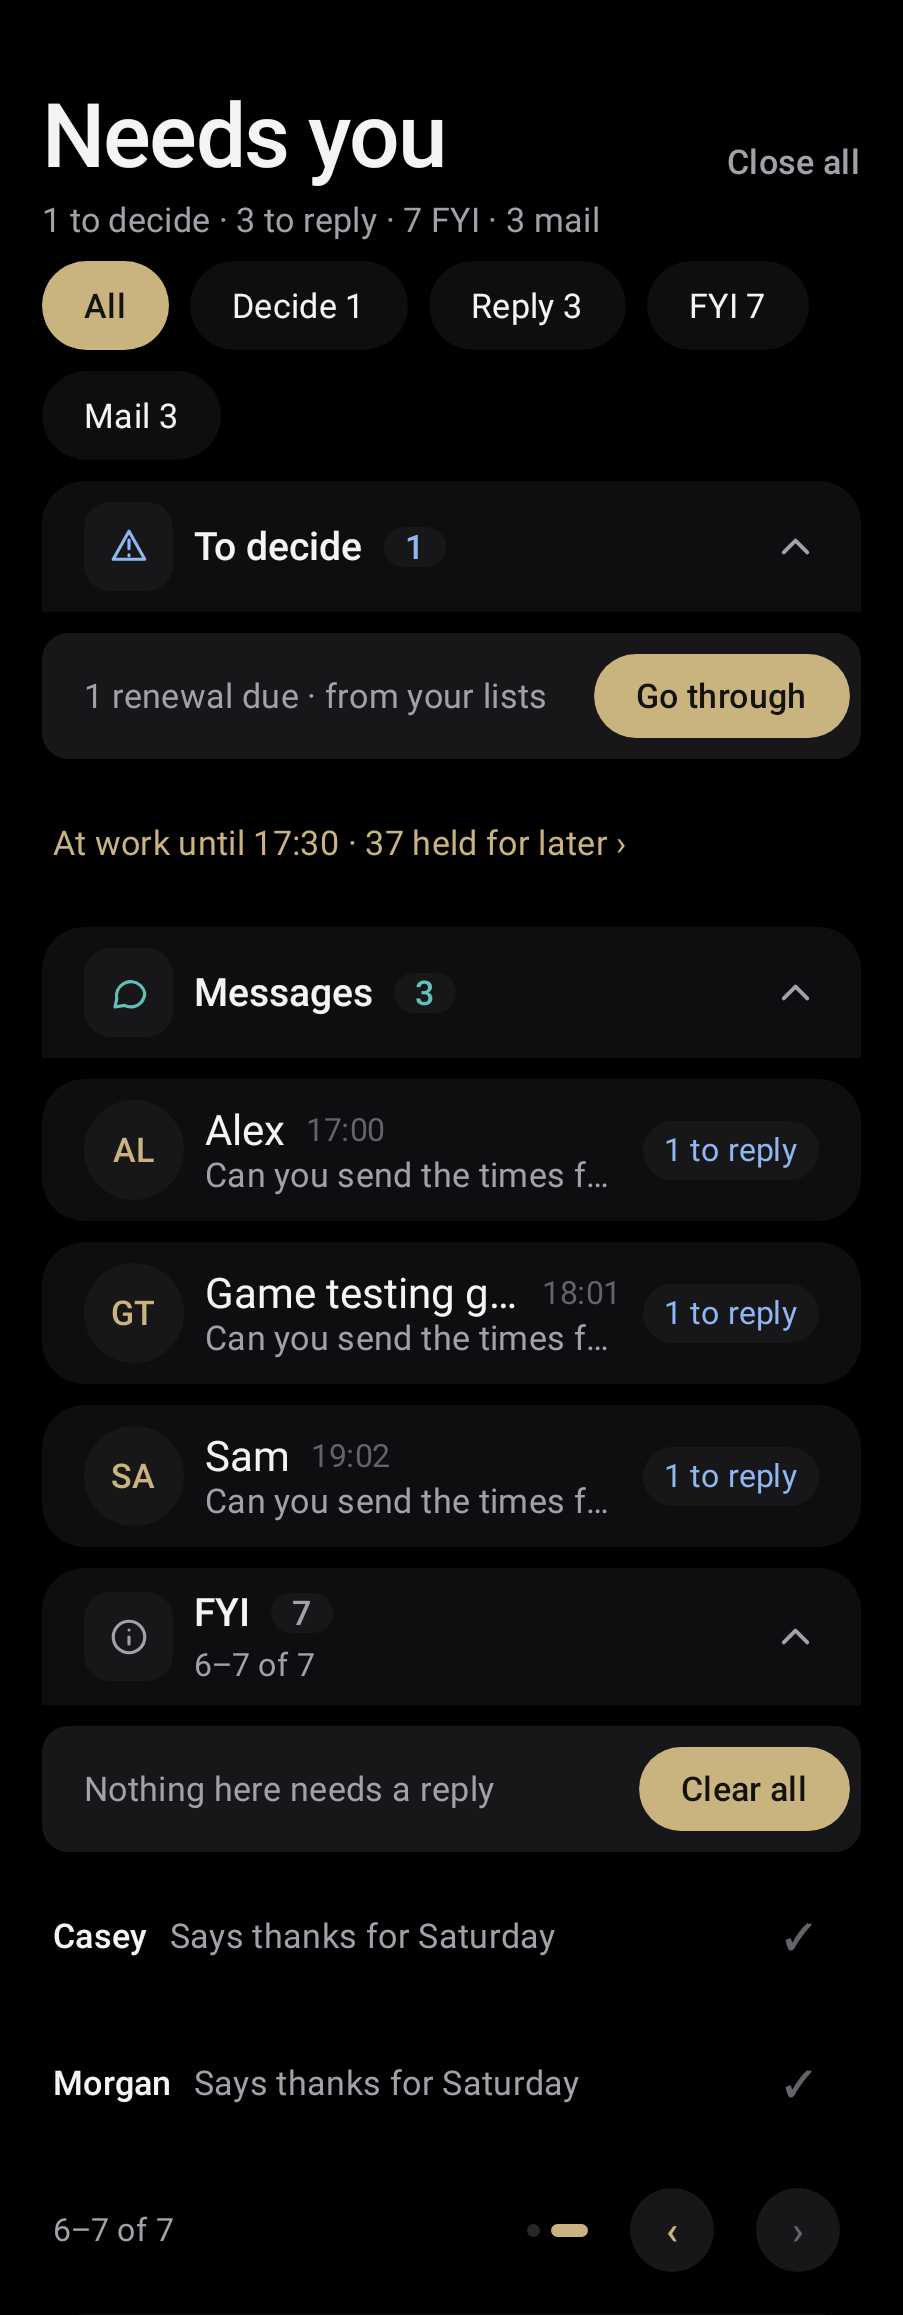 Needs you
Close all
1 to decide · 3 to reply · 7 FYI · 3 mail
All
Decide 1
Reply 3
FYI 7
Mail 3
To decide 1
1 renewal due · from your lists
Go through
At work until 17:30 · 37 held for later ›
Messages 3
AL
Alex 17:00
Can you send the times f…
1 to reply
GT
Game testing g… 18:01
Can you send the times f…
1 to reply
SA
Sam 19:02
Can you send the times f…
1 to reply
FYI 7
6–7 of 7
Nothing here needs a reply
Clear all
Casey Says thanks for Saturday ✓
Morgan Says thanks for Saturday ✓
6–7 of 7
‹ ›